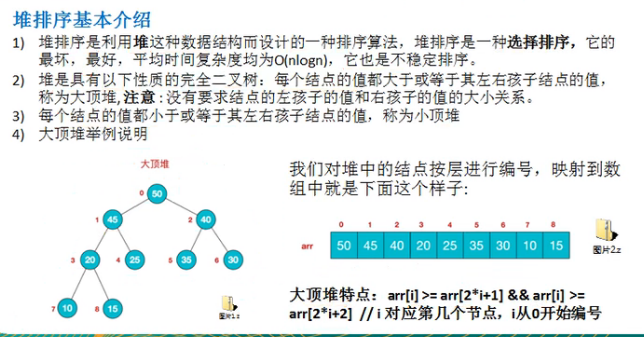 堆排序基本介绍
1) 堆排序是利用堆这种数据结构而设计的一种排序算法，堆排序是一种选择排序，它的
最坏，最好，平均时间复杂度均为O(nlogn)，它也是不稳定排序。
2) 堆是具有以下性质的完全二叉树：每个结点的值都大于或等于其左右孩子结点的值，
称为大顶堆, 注意 : 没有要求结点的左孩子的值和右孩子的值的大小关系。
3) 每个结点的值都小于或等于其左右孩子结点的值，称为小顶堆
4) 大顶堆举例说明
大顶堆
0 50
1 45 2 40
3 20 4 25 5 35 6 30
7 10 8 15
图片1.z
我们对堆中的结点按层进行编号，映射到数
组中就是下面这个样子:
0 1 2 3 4 5 6 7 8
arr 50 45 40 20 25 35 30 10 15
图片2.z
大顶堆特点：arr[i] >= arr[2*i+1] && arr[i] >=
arr[2*i+2] // i 对应第几个节点，i从0开始编号